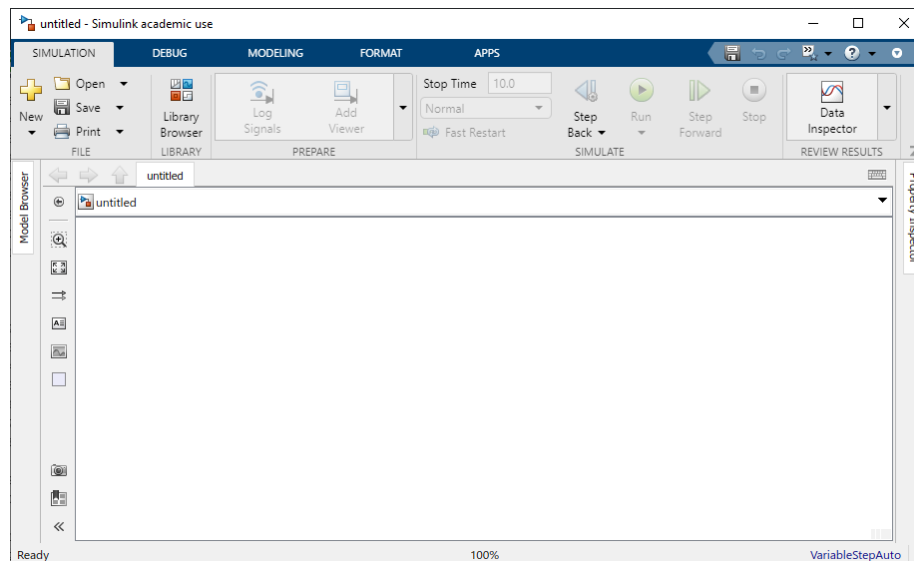 untitled - Simulink academic use
SIMULATION DEBUG MODELING FORMAT APPS
New
Open
Save
Print
FILE
Library
Browser
LIBRARY
Log
Signals
Add
Viewer
PREPARE
Stop Time 10.0
Normal
Fast Restart
Step
Back
Run
Step
Forward
Stop
SIMULATE
Data
Inspector
REVIEW RESULTS
Model Browser
untitled
untitled
Property Inspector
Ready 100% VariableStepAuto